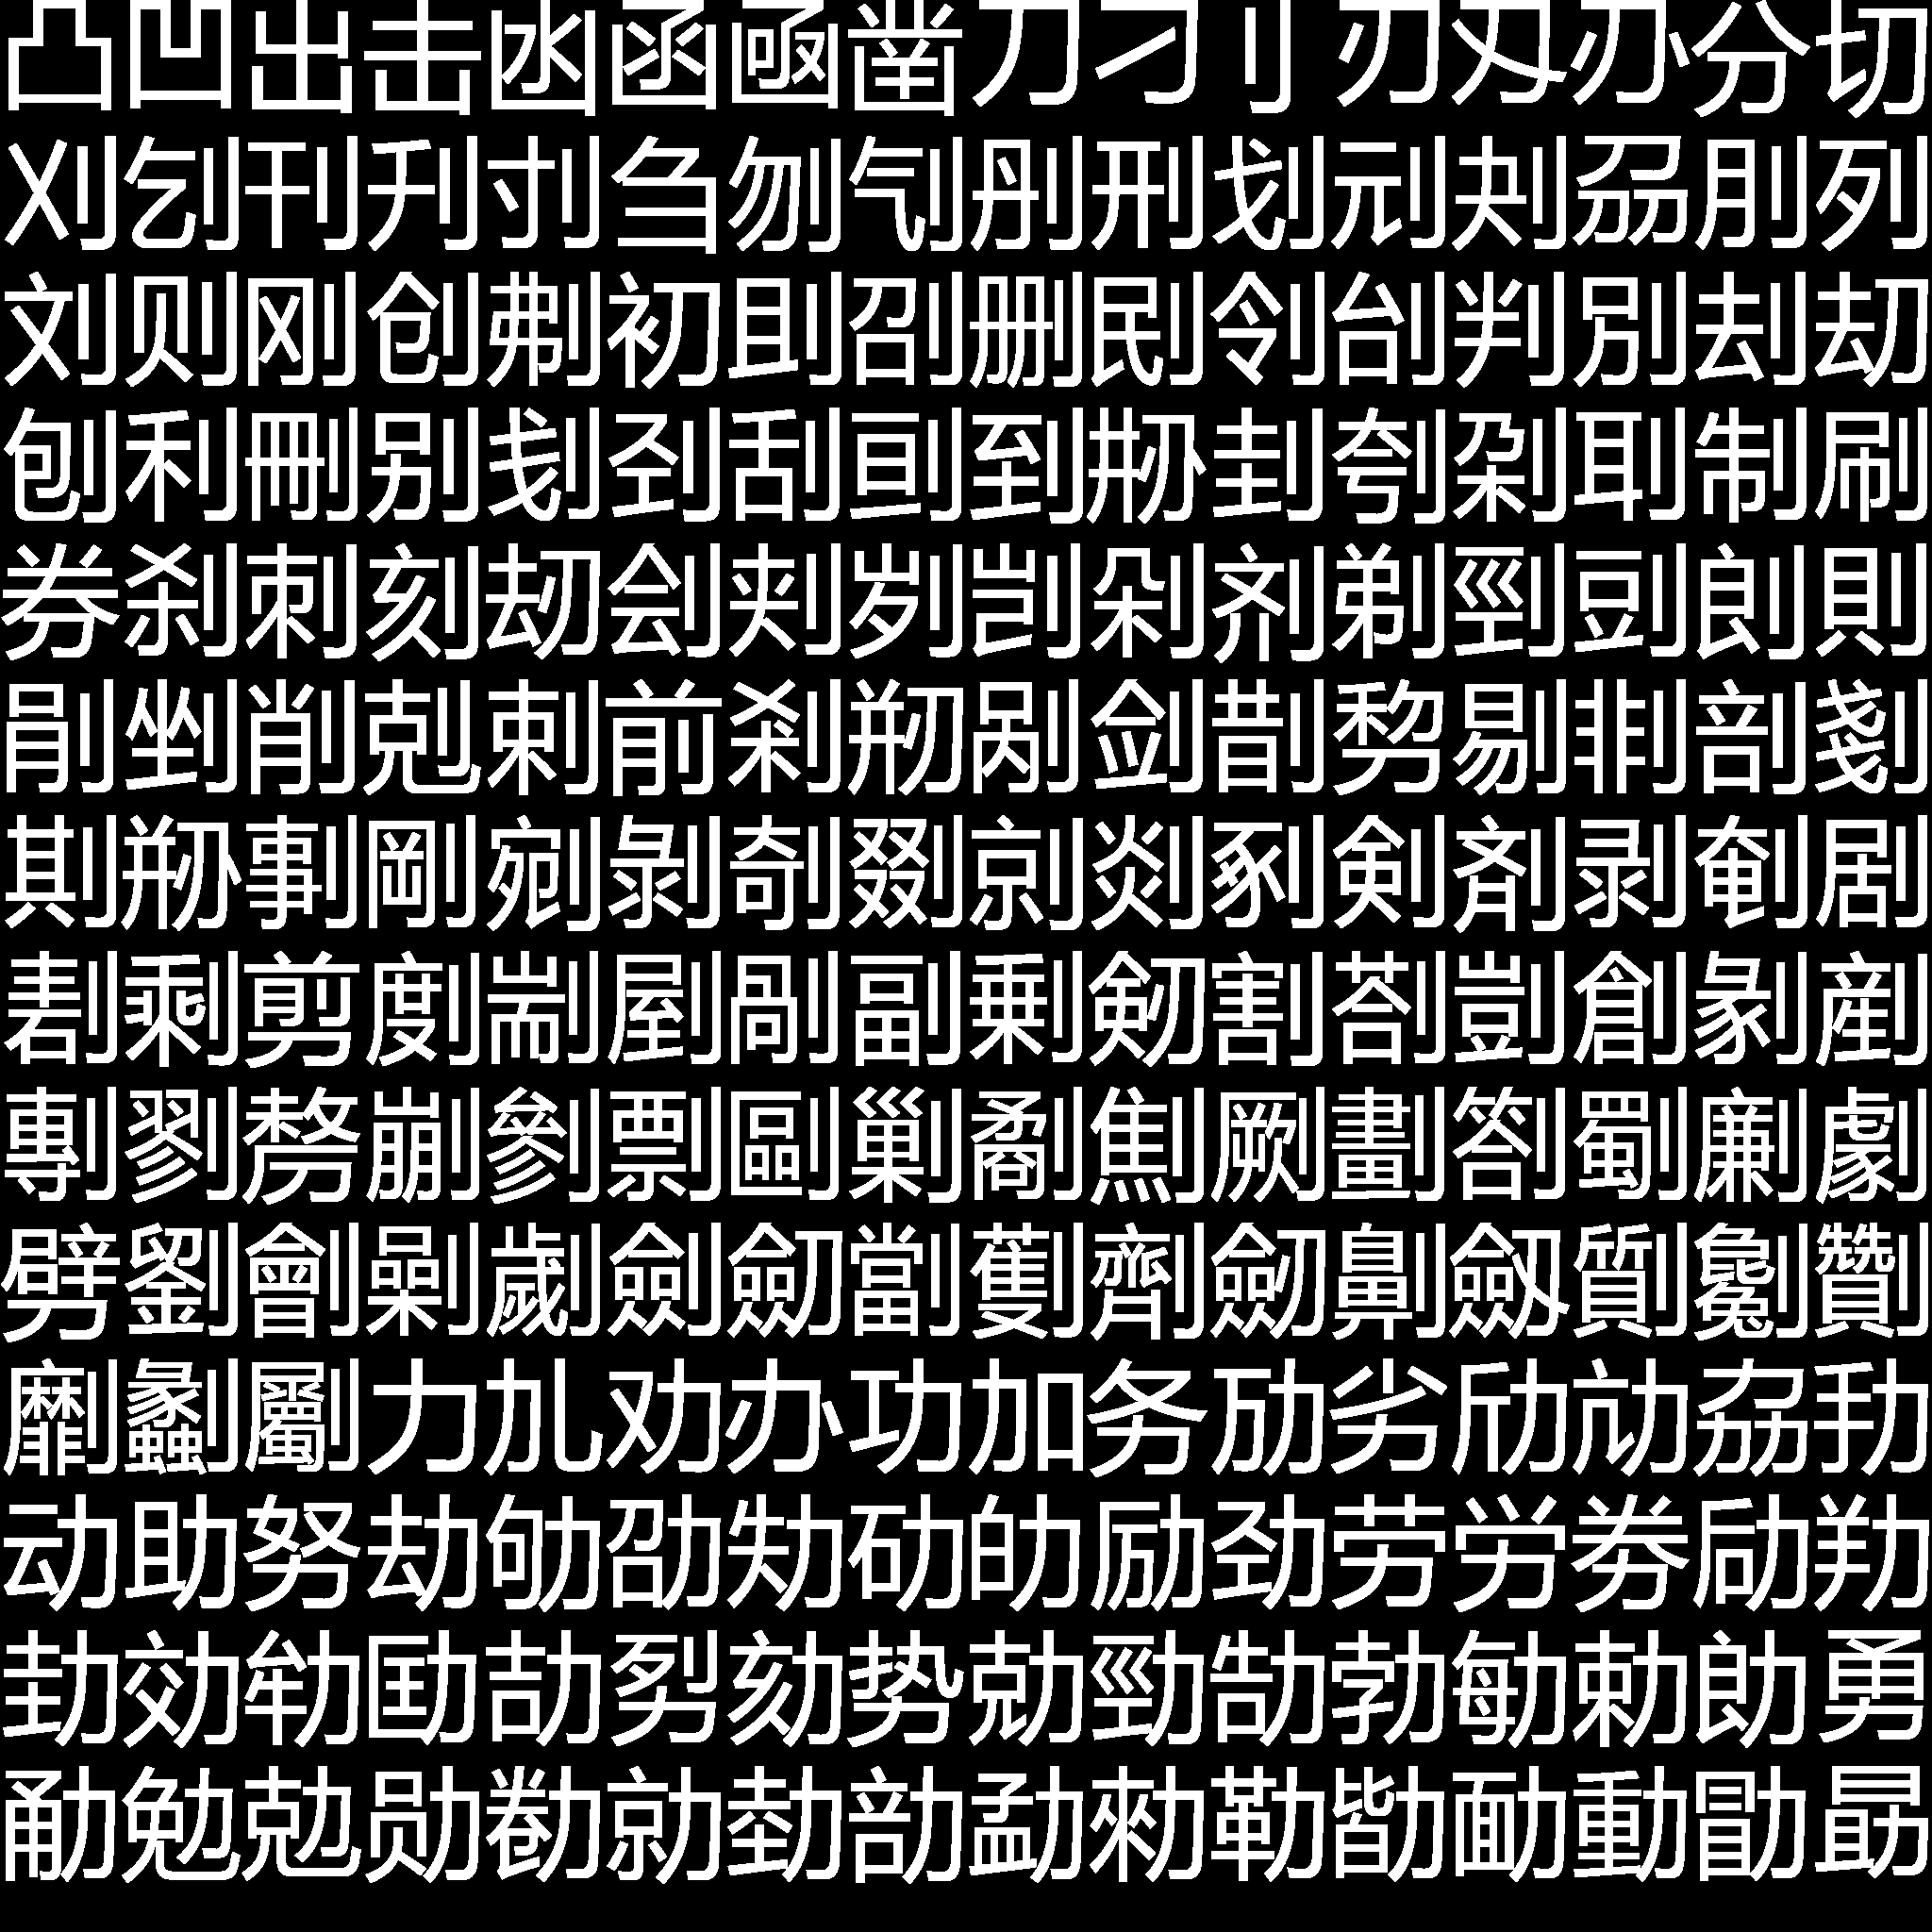 凸凹出击凼函凾凿刀刁刂刃刄刅分切
刈刉刊刋刌刍刎刏刐刑划刓刔刕刖列
刘则刚创刜初刞刟删刡刢刣判別刦刧
刨利刪别刬刭刮刯到刱刲刳刴刵制刷
券刹刺刻刼刽刾刿剀剁剂剃剄剅剆則
剈剉削剋剌前剎剏剐剑剒剓剔剕剖剗
剘剙剚剛剜剝剞剟剠剡剢剣剤剥剦剧
剨剩剪剫剬剭剮副剰剱割剳剴創剶剷
剸剹剺剻剼剽剾剿劀劁劂劃劄劅劆劇
劈劉劊劋劌劍劎劏劐劑劒劓劔劕劖劗
劘劙劚力劜劝办功加务劢劣劤劥劦劧
动助努劫劬劭劮劯劰励劲劳労劵劶劷
劸効劺劻劼劽劾势勀勁勂勃勄勅勆勇
勈勉勊勋勌勍勎勏勐勑勒勓勔動勖勗